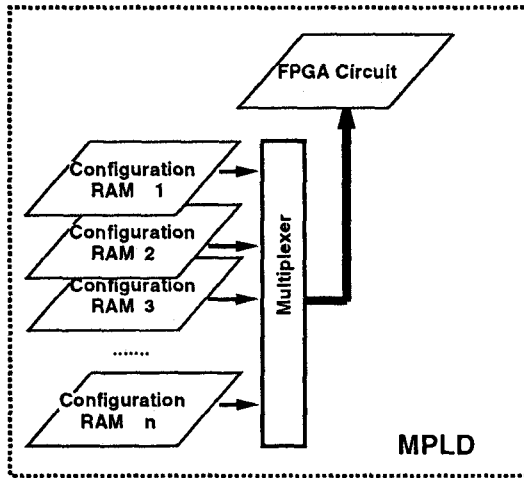 FPGA Circuit
Configuration
RAM 1
Configuration
RAM 2
Configuration
RAM 3
.......
Configuration
RAM n
Multiplexer
MPLD